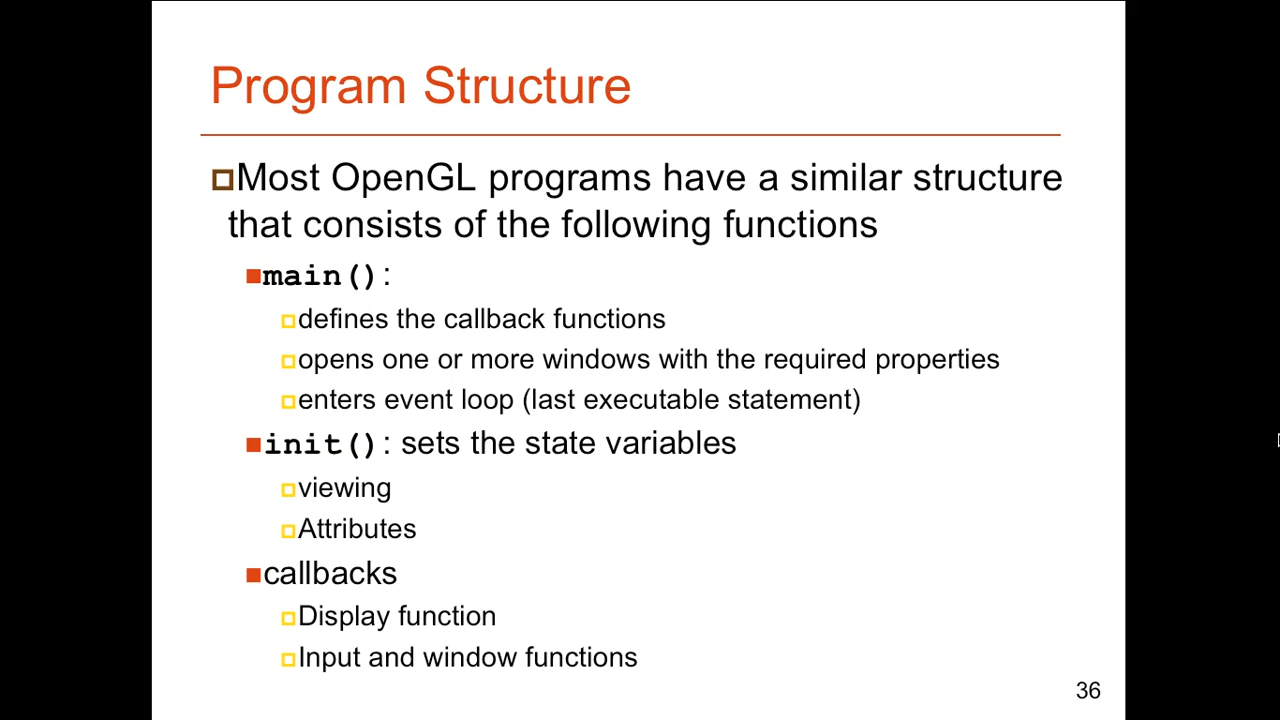 Program Structure
Most OpenGL programs have a similar structure
that consists of the following functions
main():
defines the callback functions
opens one or more windows with the required properties
enters event loop (last executable statement)
init(): sets the state variables
viewing
Attributes
callbacks
Display function
Input and window functions
36